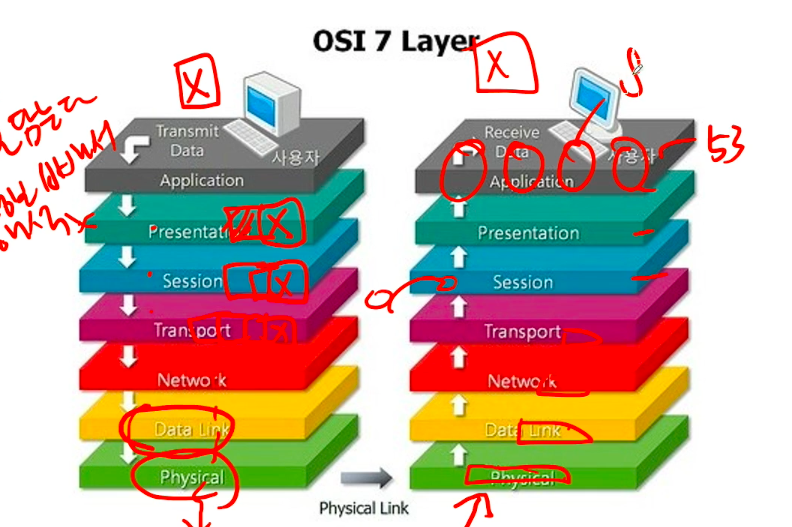 OSI 7 Layer
X
X
Transmit
Data
사용자
Application
Receive
Data
사용자
Application
53
Presentation
X
Presentation
Session
X
Session
Transport
X
Transport
Network
Network
Data Link
Data Link
Physical
Physical
Physical Link